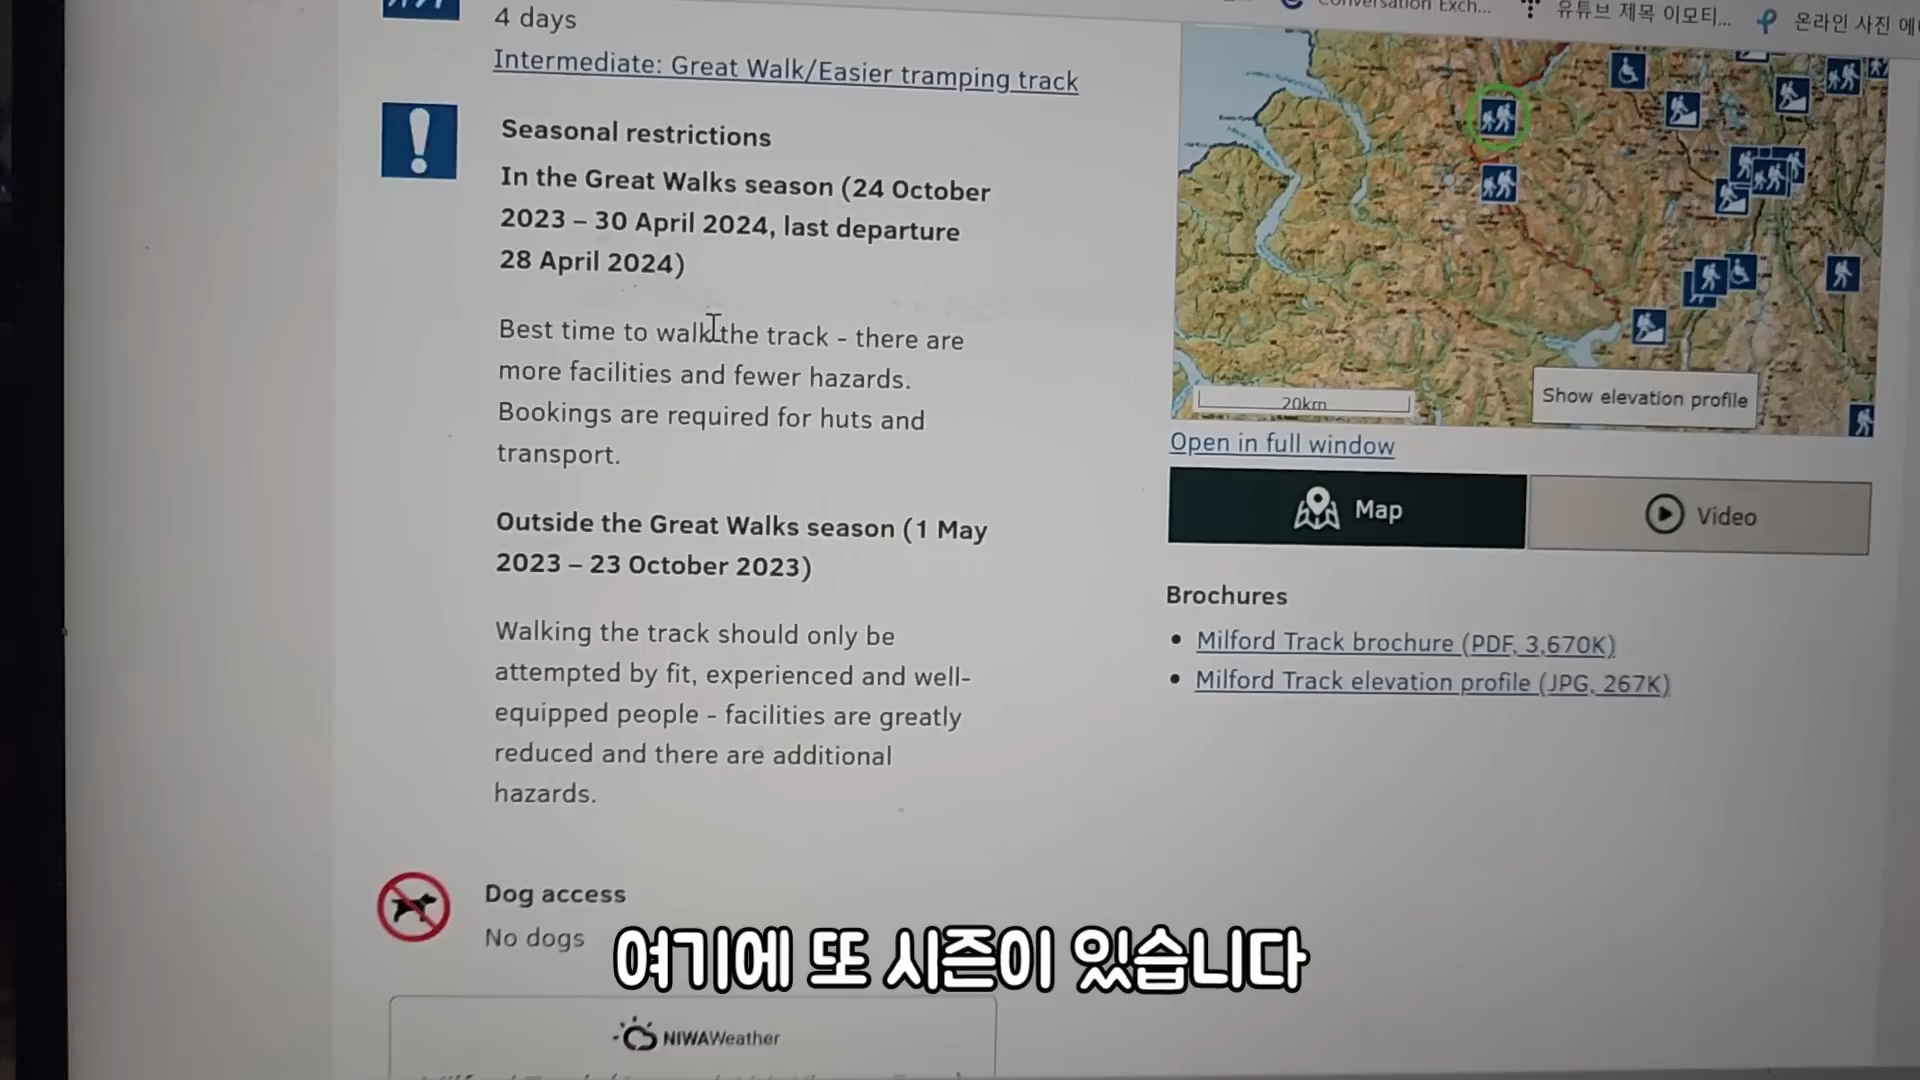 Conversation Exch...
유튜브 제목 이모티...
온라인 사진 에
4 days
Intermediate: Great Walk/Easier tramping track
Seasonal restrictions
In the Great Walks season (24 October
2023 – 30 April 2024, last departure
28 April 2024)
Best time to walk the track - there are
more facilities and fewer hazards.
Bookings are required for huts and
transport.
Outside the Great Walks season (1 May
2023 – 23 October 2023)
Walking the track should only be
attempted by fit, experienced and well-
equipped people - facilities are greatly
reduced and there are additional
hazards.
Dog access
No dogs
NIWAWeather
20km
Show elevation profile
Open in full window
Map
Video
Brochures
Milford Track brochure (PDF, 3,670K)
Milford Track elevation profile (JPG, 267K)
여기에 또 시즌이 있습니다